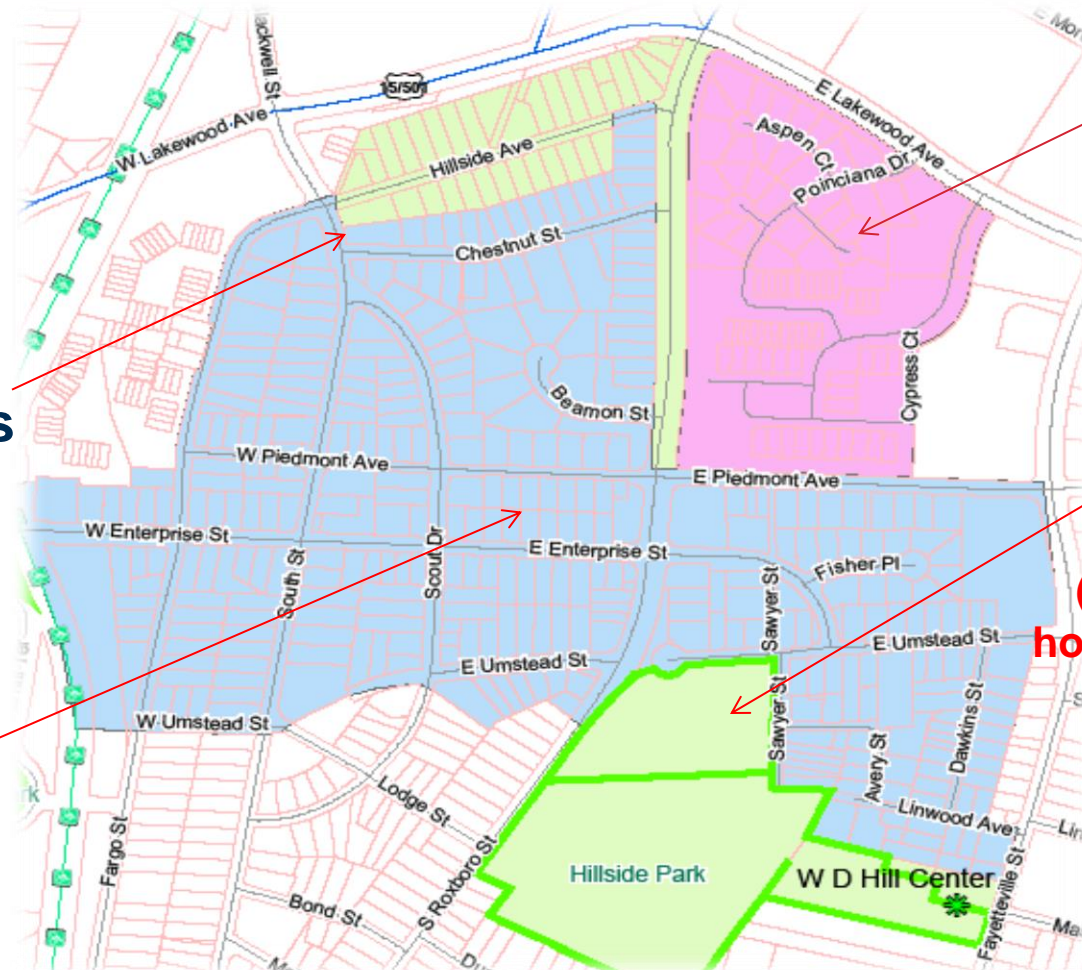 15/501
W Lakewood Ave
E Lakewood Ave
Hillside Ave
Aspen Ct
Poinciana Dr
Chestnut St
Beamon St
Cypress Ct
W Piedmont Ave
E Piedmont Ave
W Enterprise St
E Enterprise St
Fisher Pl
South St
Scout Dr
Sawyer St
E Umstead St
E Umstead St
W Umstead St
Sawyer St
Dawkins St
Avery St
Lodge St
Linwood Ave
Fargo St
S Roxboro St
Hillside Park
W D Hill Center
Bond St
Fayetteville St